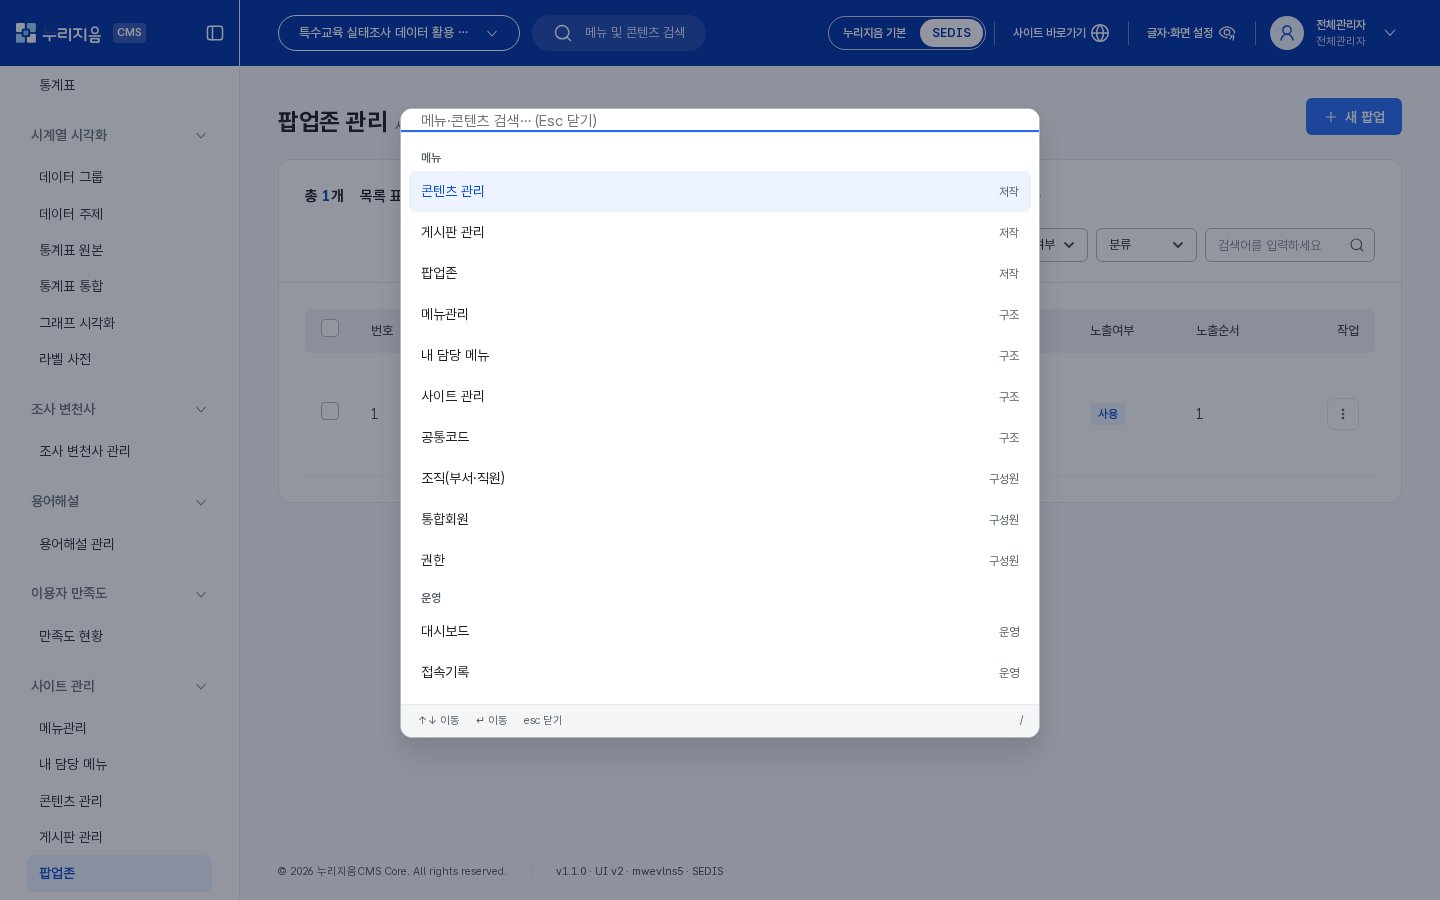 누리지음 CMS
특수교육 실태조사 데이터 활용 ···
메뉴 및 콘텐츠 검색
누리지음 기본
SEDIS
사이트 바로가기
글자·화면 설정
전체관리자
전체관리자
통계표
시계열 시각화
데이터 그룹
데이터 주제
통계표 원본
통계표 통합
그래프 시각화
라벨 사전
조사 변천사
조사 변천사 관리
용어해설
용어해설 관리
이용자 만족도
만족도 현황
사이트 관리
메뉴관리
내 담당 메뉴
콘텐츠 관리
게시판 관리
팝업존
팝업존 관리
+ 새 팝업
총 1개 목록
분류
검색어를 입력하세요
번호
노출여부
노출순서
작업
1
사용
1
메뉴·콘텐츠 검색··· (Esc 닫기)
메뉴
콘텐츠 관리 저작
게시판 관리 저작
팝업존 저작
메뉴관리 구조
내 담당 메뉴 구조
사이트 관리 구조
공통코드 구조
조직(부서·직원) 구성원
통합회원 구성원
권한 구성원
운영
대시보드 운영
접속기록 운영
↑↓ 이동 ↵ 이동 esc 닫기 /
© 2026 누리지음CMS Core. All rights reserved.
v1.1.0 · UI v2 · mwevlns5 · SEDIS